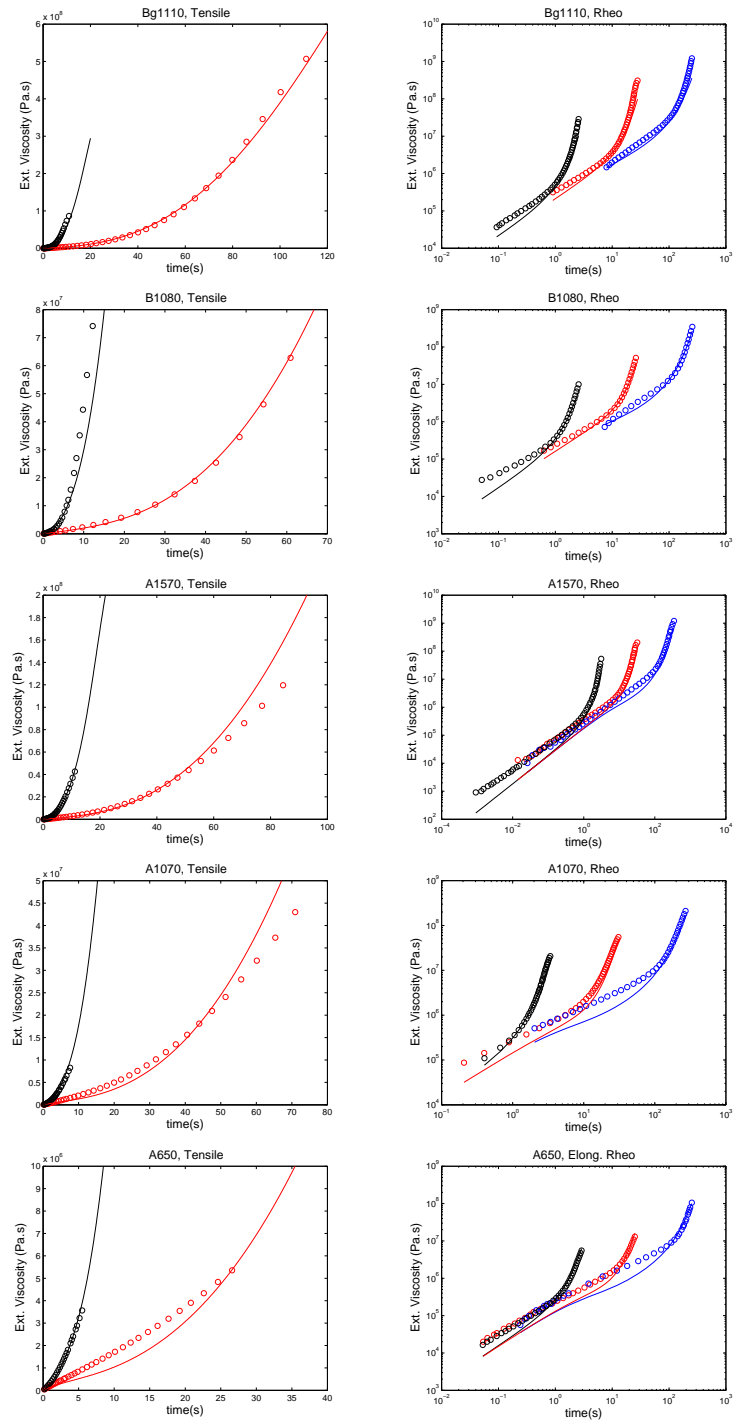 Bg1110, Tensile
x 10^8
Ext. Viscosity (Pa.s)
6
5
4
3
2
1
0
0 20 40 60 80 100 120
time(s)
Bg1110, Rheo
Ext. Viscosity (Pa.s)
10^10
10^9
10^8
10^7
10^6
10^5
10^4
10^−2 10^−1 10^0 10^1 10^2 10^3
time(s)
B1080, Tensile
x 10^7
Ext. Viscosity (Pa.s)
8
7
6
5
4
3
2
1
0
0 10 20 30 40 50 60 70
time(s)
B1080, Rheo
Ext. Viscosity (Pa.s)
10^9
10^8
10^7
10^6
10^5
10^4
10^3
10^−2 10^−1 10^0 10^1 10^2 10^3
time(s)
A1570, Tensile
x 10^8
Ext. Viscosity (Pa.s)
2
1.8
1.6
1.4
1.2
1
0.8
0.6
0.4
0.2
0
0 20 40 60 80 100
time(s)
A1570, Rheo
Ext. Viscosity (Pa.s)
10^10
10^9
10^8
10^7
10^6
10^5
10^4
10^3
10^2
10^−4 10^−2 10^0 10^2 10^4
time(s)
A1070, Tensile
x 10^7
Ext. Viscosity (Pa.s)
5
4.5
4
3.5
3
2.5
2
1.5
1
0.5
0
0 10 20 30 40 50 60 70 80
time(s)
A1070, Rheo
Ext. Viscosity (Pa.s)
10^9
10^8
10^7
10^6
10^5
10^4
10^−1 10^0 10^1 10^2 10^3
time(s)
A650, Tensile
x 10^6
Ext. Viscosity (Pa.s)
10
9
8
7
6
5
4
3
2
1
0
0 5 10 15 20 25 30 35 40
time(s)
A650, Elong. Rheo
Ext. Viscosity (Pa.s)
10^9
10^8
10^7
10^6
10^5
10^4
10^3
10^−2 10^−1 10^0 10^1 10^2 10^3
time(s)